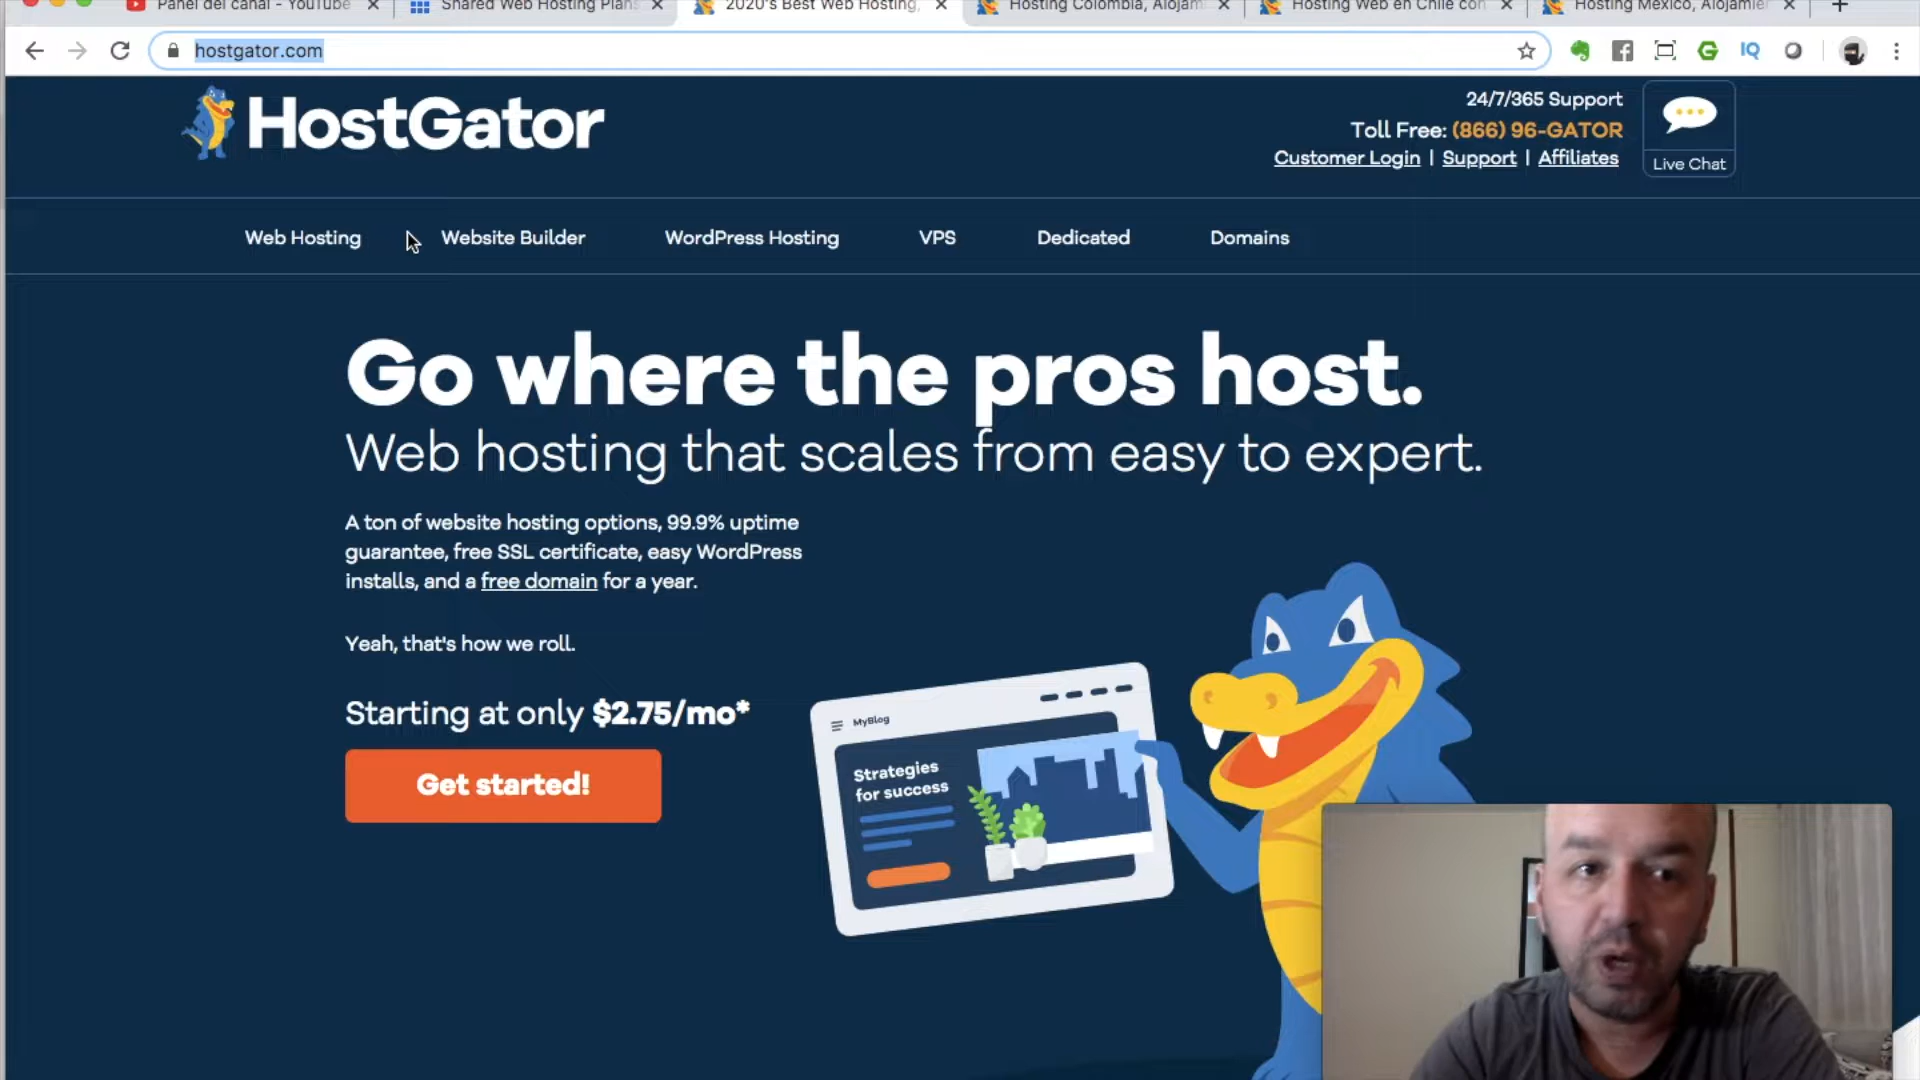 Panel del canal - YouTube
Shared Web Hosting Plans
2020's Best Web Hosting,
Hosting Colombia, Alojam
Hosting Web en Chile con
Hosting Mexico, Alojamier
hostgator.com
IQ
HostGator
24/7/365 Support
Toll Free: (866) 96-GATOR
Customer Login | Support | Affiliates
Live Chat
Web Hosting
Website Builder
WordPress Hosting
VPS
Dedicated
Domains
Go where the pros host.
Web hosting that scales from easy to expert.
A ton of website hosting options, 99.9% uptime
guarantee, free SSL certificate, easy WordPress
installs, and a free domain for a year.
Yeah, that's how we roll.
Starting at only $2.75/mo*
Get started!
MyBlog
Strategies
for success